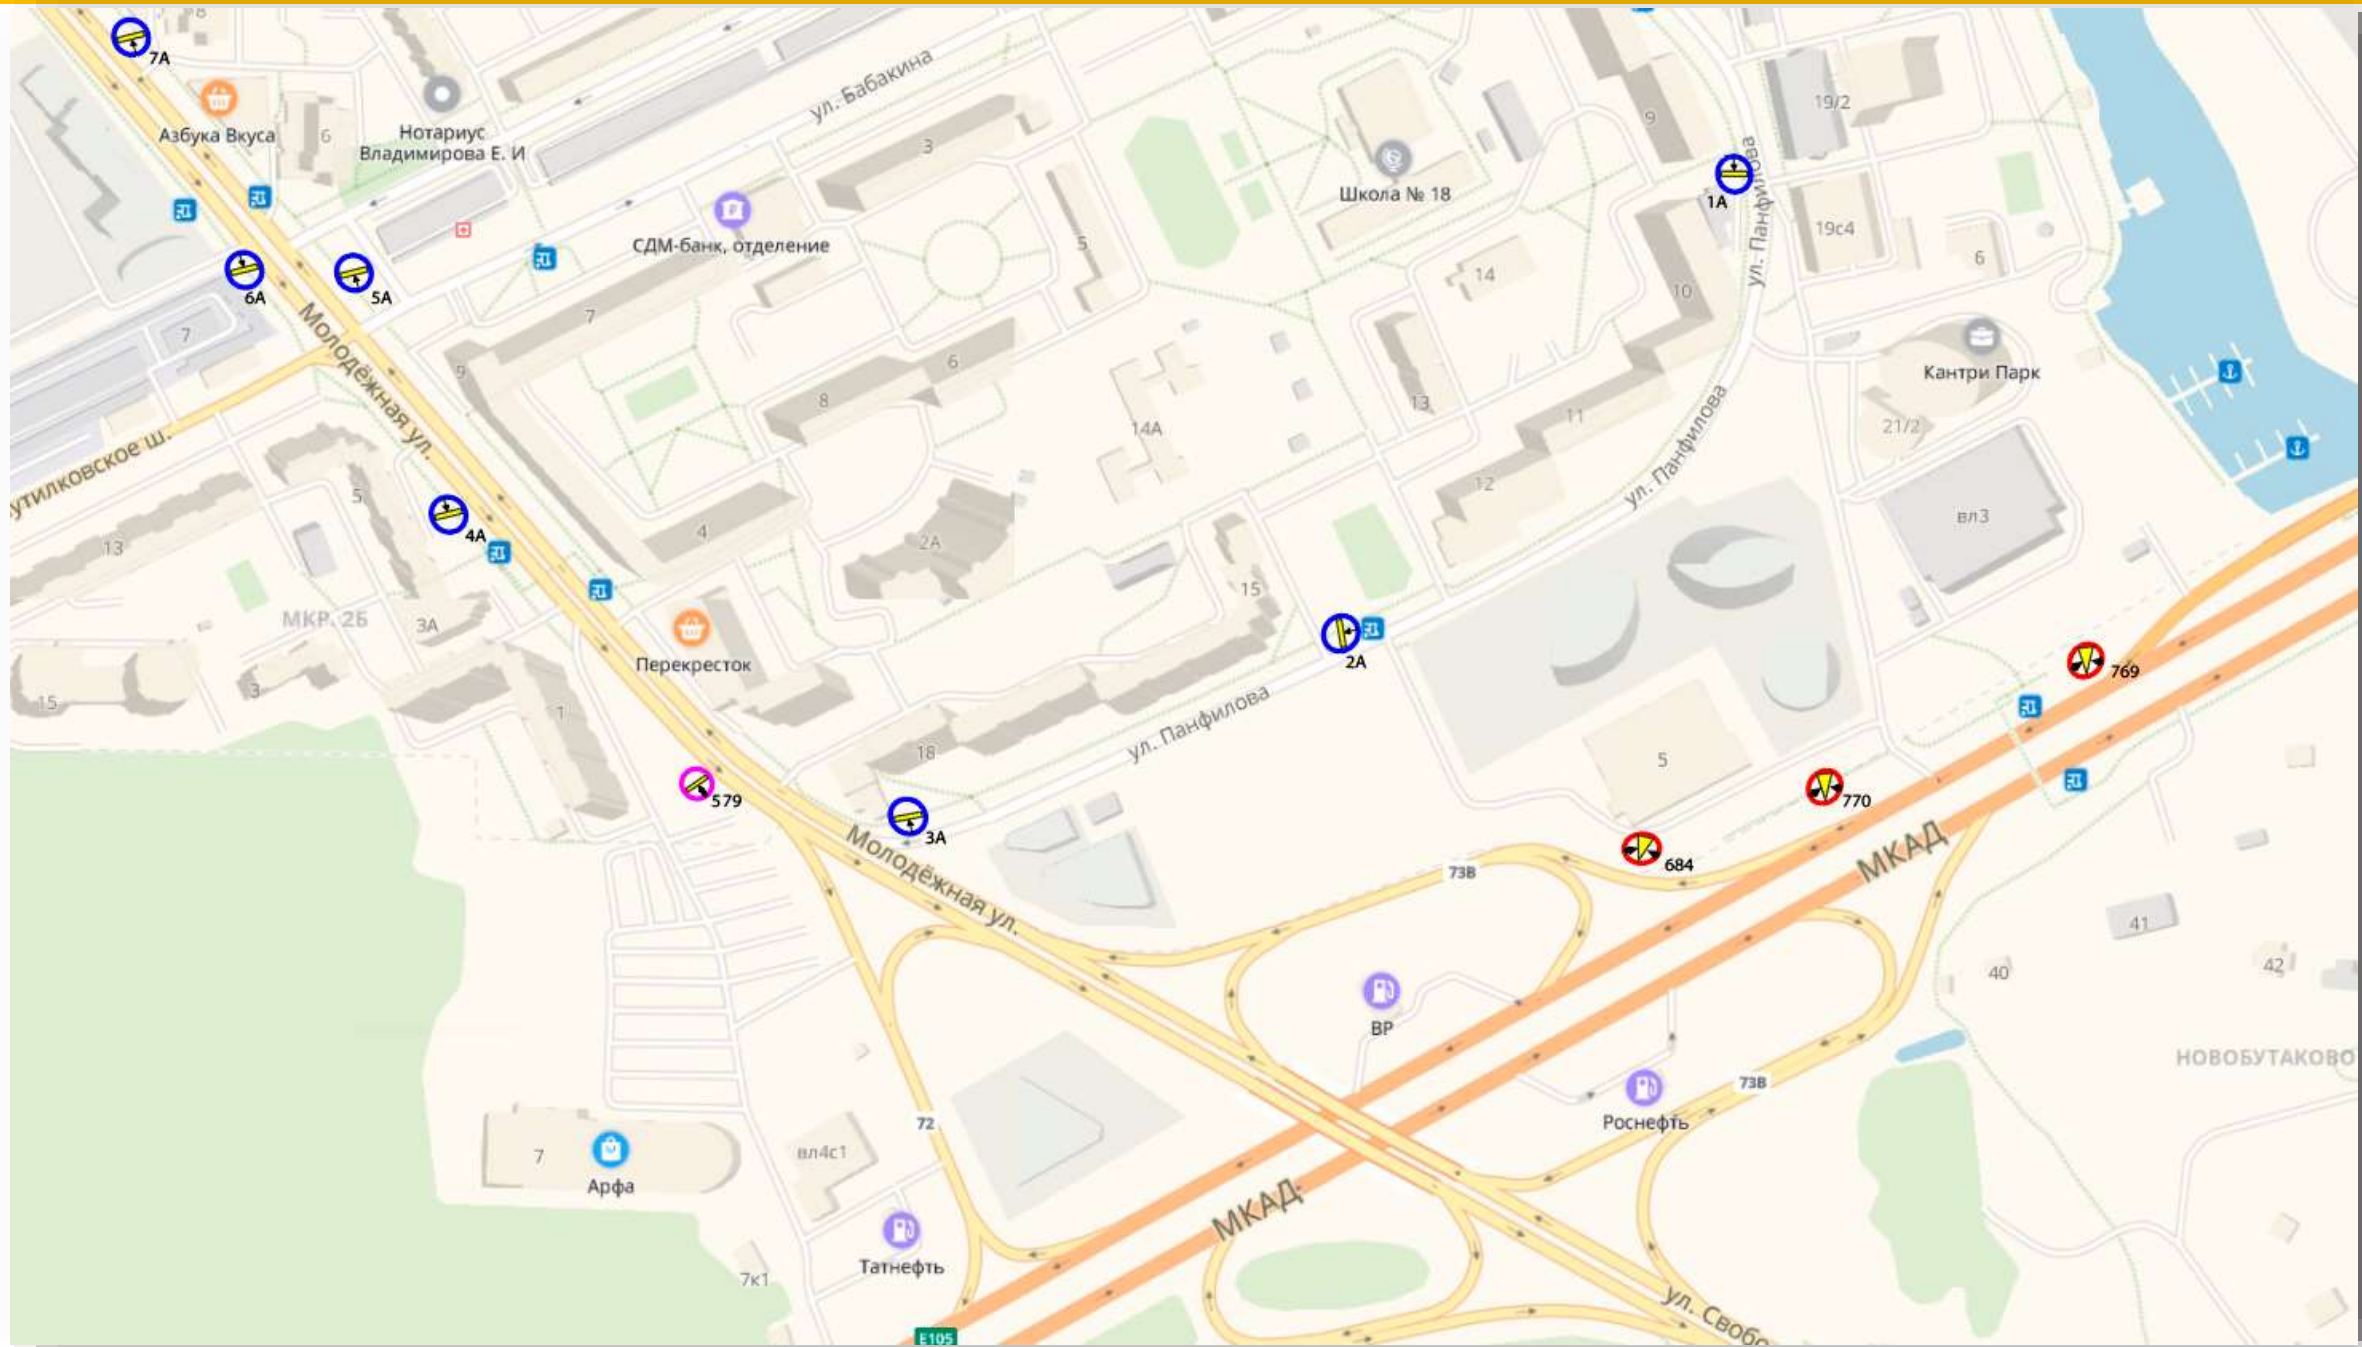 8
7А
Азбука Вкуса
6
Нотариус
Владимирова Е. И
ул. Бабакина
3
9
19/2
Школа № 18
1А
ул. Панфилова
19с4
СДМ-банк, отделение
5
6
14
6А
5А
10
7
7
Молодёжная ул.
Кантри Парк
9
8
6
14А
13
11
21/2
ул. Панфилова
утилковское ш.
5
12
вл3
13
4А
4
2А
15
МКР. 2Б
3А
Перекресток
2А
769
15
3
1
ул. Панфилова
18
5
579
770
3А
684
МКАД
Молодёжная ул.
73В
41
40
42
ВР
НОВОБУТАКОВО
73В
Роснефть
72
7
Арфа
вл4с1
МКАД
Татнефть
7к1
ул. Свобо
Е105